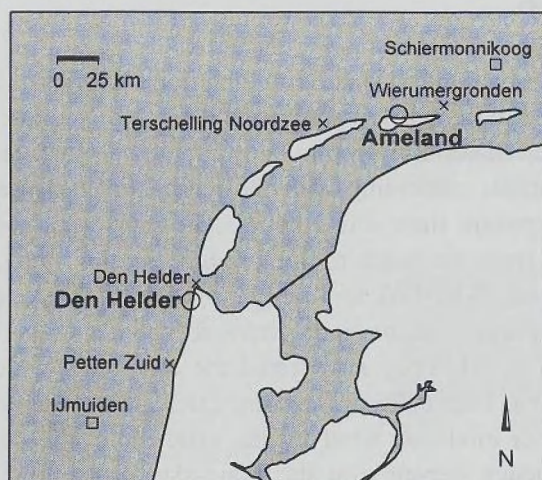 Schiermonnikoog
0 25 km
Wierumergronden
Terschelling Noordzee
Ameland
Den Helder
Den Helder
Petten Zuid
IJmuiden
N